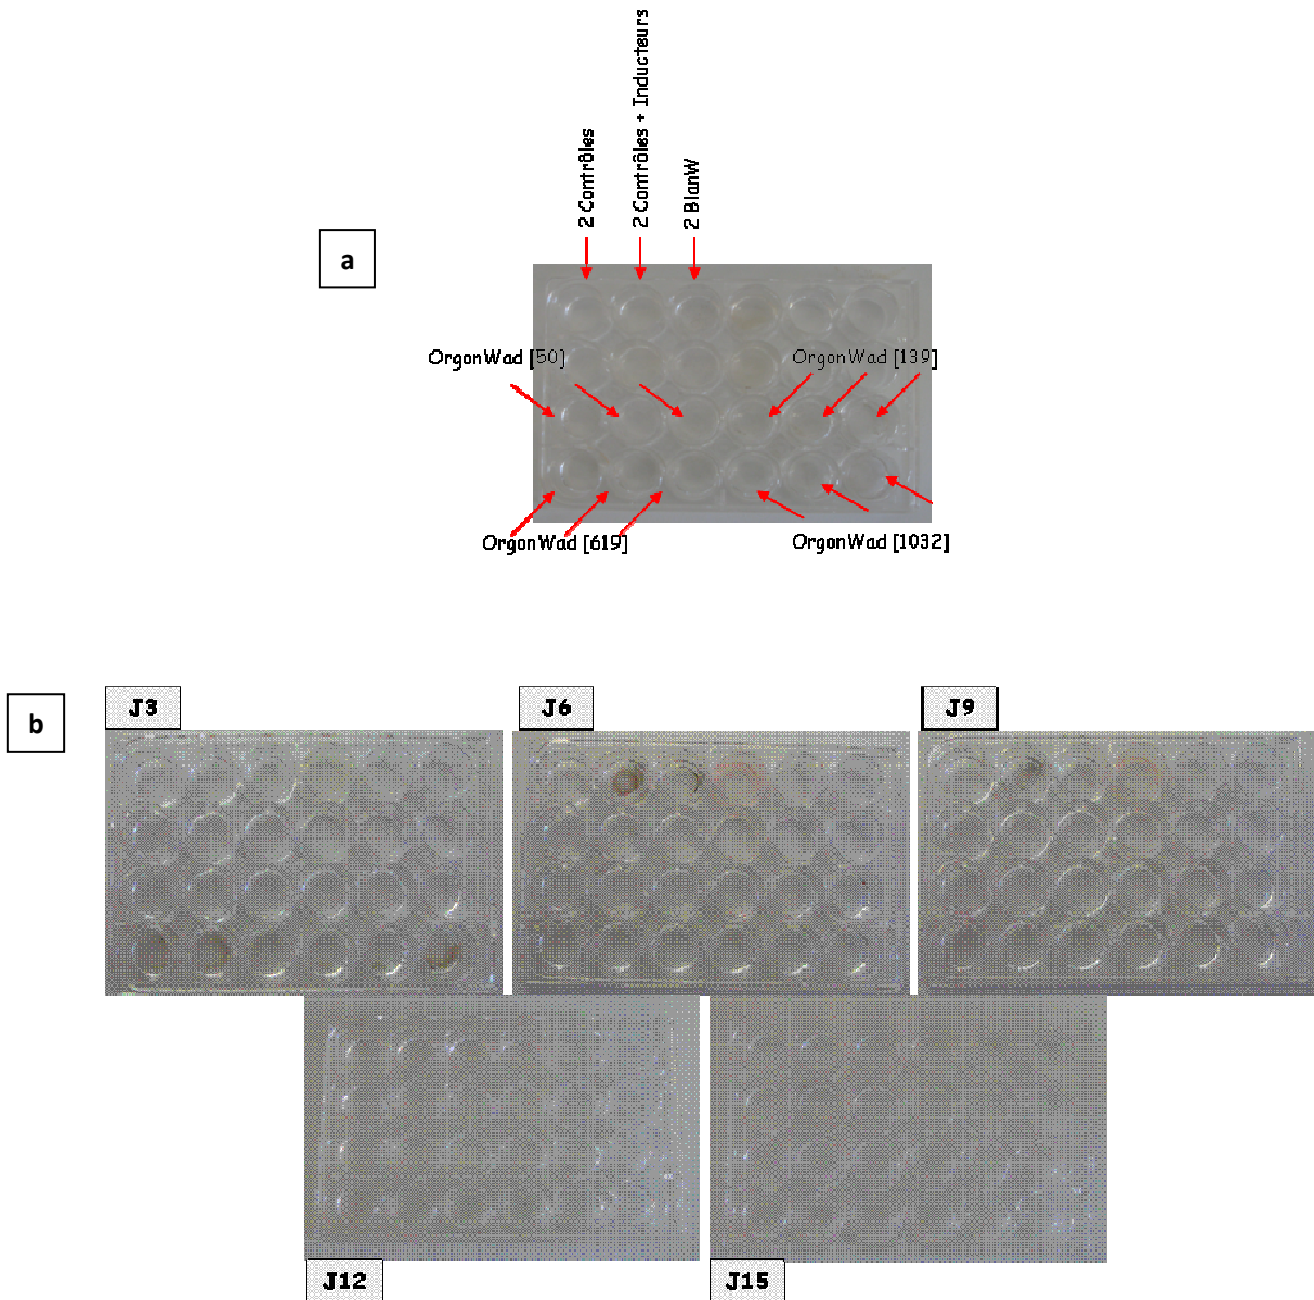 2 Contrôles
2 Contrôles + Inducteurs
2 BlanW
a
OrgonWad [50]
OrgonWad [139]
OrgonWad [619]
OrgonWad [1032]
b
J3
J6
J9
J12
J15